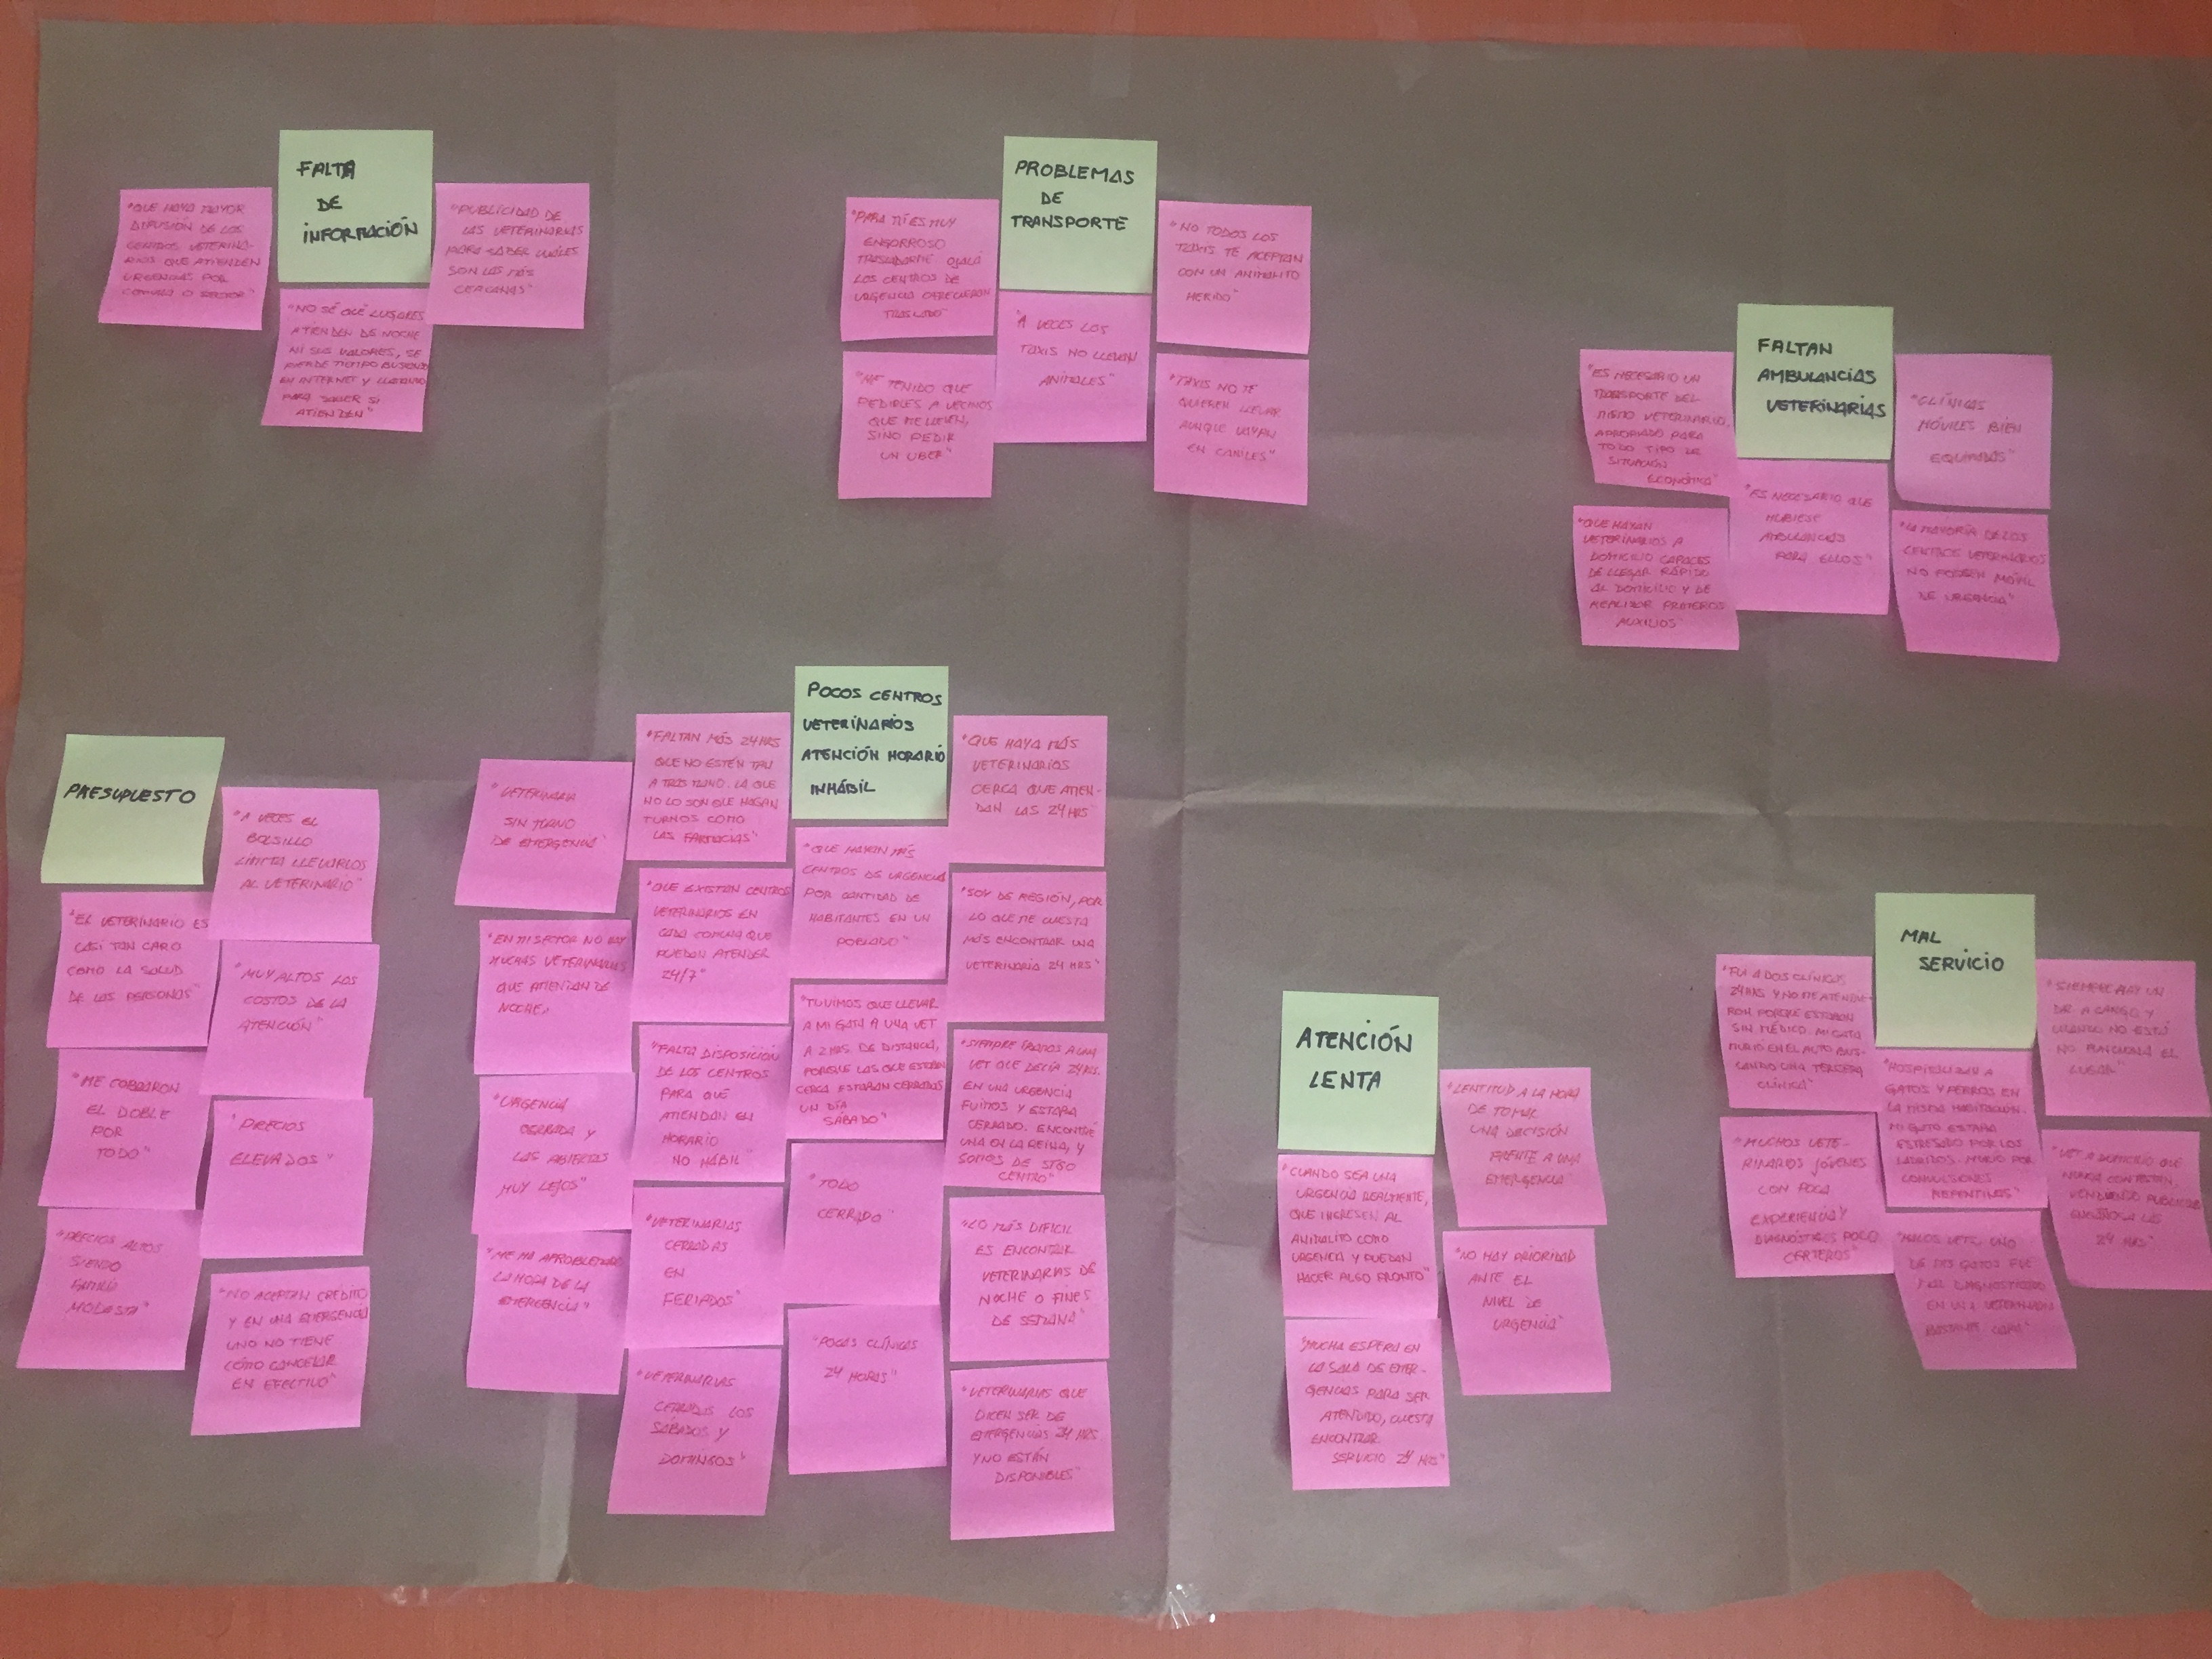 FALTA
DE
INFORMACIÓN
"QUE HAYA MAYOR
DIFUSIÓN DE LOS
CENTROS VETERINA-
RIOS QUE ATIENDEN
URGENCIAS POR
COMUNA O SECTOR"
"NO SÉ QUÉ LUGARES
ATIENDEN DE NOCHE
NI SUS VALORES, SE
PIERDE TIEMPO BUSCANDO
EN INTERNET Y LLAMANDO
PARA SABER SI
ATIENDEN"
"PUBLICIDAD DE
LAS VETERINARIAS
PARA SABER CUÁLES
SON LAS MÁS
CERCANAS"
PROBLEMAS
DE
TRANSPORTE
"PARA MÍ ES MUY
ENGORROSO
TRASLADARME OJALÁ
LOS CENTROS DE
URGENCIA OFRECIERAN
TRASLADO"
"ME TENIDO QUE
PEDIRLES A VECINOS
QUE ME LLEVEN,
SINO PEDIR
UN UBER"
"A VECES LOS
TAXIS NO LLEVAN
ANIMALES"
"NO TODOS LOS
TAXIS TE ACEPTAN
CON UN ANIMALITO
HERIDO"
"TAXIS NO TE
QUIEREN LLEVAR
AUNQUE VAYAN
EN CANILES"
FALTAN
AMBULANCIAS
VETERINARIAS
"ES NECESARIO UN
TRANSPORTE DEL
MISMO VETERINARIO,
APROPIADO PARA
TODO TIPO DE
SITUACIÓN
ECONÓMICA"
"QUE HAYAN
VETERINARIOS A
DOMICILIO CAPACES
DE LLEGAR RÁPIDO
AL DOMICILIO Y DE
REALIZAR PRIMEROS
AUXILIOS"
"ES NECESARIO QUE
HUBIESE
AMBULANCIAS
PARA ELLOS"
"CLÍNICAS
MÓVILES BIEN
EQUIPADAS"
"LA MAYORÍA DE LOS
CENTROS VETERINARIOS
NO POSEEN MÓVIL
DE URGENCIA"
PRESUPUESTO
"EL VETERINARIO ES
CASI TAN CARO
COMO LA SALUD
DE LAS PERSONAS"
"ME COBRARON
EL DOBLE
POR
TODO"
"PRECIOS ALTOS
SIENDO
FAMILIA
MODESTA"
"A VECES EL
BOLSILLO
LIMITA LLEVARLOS
AL VETERINARIO"
"MUY ALTOS LOS
COSTOS DE LA
ATENCIÓN"
"PRECIOS
ELEVADOS"
"NO ACEPTAN CRÉDITO
Y EN UNA EMERGENCIA
UNO NO TIENE
CÓMO CANCELAR
EN EFECTIVO"
POCOS CENTROS
VETERINARIOS
ATENCIÓN HORARIO
INHÁBIL
"VETERINARIA
SIN TURNO
DE EMERGENCIA"
"EN MI SECTOR NO HAY
MUCHAS VETERINARIAS
QUE ATIENDAN DE
NOCHE"
"URGENCIA
CERRADA Y
LAS ABIERTAS
MUY LEJOS"
"ME HA APROBLEMADO
LA HORA DE LA
EMERGENCIA"
"FALTAN MÁS 24 HRS
QUE NO ESTÉN TAN
A TRAS MANO. LA QUE
NO LO SON QUE HAGAN
TURNOS COMO
LAS FARMACIAS"
"QUE EXISTAN CENTROS
VETERINARIOS EN
CADA COMUNA QUE
PUEDAN ATENDER
24/7"
"FALTA DISPOSICIÓN
DE LOS CENTROS
PARA QUÉ
ATIENDAN EN
HORARIO
NO HÁBIL"
"VETERINARIAS
CERRADAS
EN
FERIADOS"
"VETERINARIAS
CERRADAS LOS
SÁBADOS Y
DOMINGOS"
"QUE HAYAN MÁS
CENTROS DE URGENCIA
POR CANTIDAD DE
HABITANTES EN UN
POBLADO"
"TUVIMOS QUE LLEVAR
A MI GATA A UNA VET
A 2 HRS. DE DISTANCIA,
PORQUE LAS QUE ESTABAN
CERCA ESTABAN CERRADAS
UN DÍA
SÁBADO"
"TODO
CERRADO"
"POCAS CLÍNICAS
24 HORAS"
"QUE HAYA MÁS
VETERINARIOS
CERCA QUE ATIEN-
DAN LAS 24 HRS"
"SOY DE REGIÓN, POR
LO QUE ME CUESTA
MÁS ENCONTRAR UNA
VETERINARIA 24 HRS"
"SIEMPRE ÍBAMOS A UNA
VET QUE DECÍA 24 HRS.
EN UNA URGENCIA
FUIMOS Y ESTABA
CERRADO. ENCONTRÉ
UNA EN LA REINA, Y
SOMOS DE STGO
CENTRO"
"LO MÁS DIFÍCIL
ES ENCONTRAR
VETERINARIAS DE
NOCHE O FINES
DE SEMANA"
"VETERINARIAS QUE
DICEN SER DE
EMERGENCIAS 24 HRS
Y NO ESTÁN
DISPONIBLES"
ATENCIÓN
LENTA
"CUANDO SEA UNA
URGENCIA REALMENTE,
QUE INGRESEN AL
ANIMALITO COMO
URGENCIA Y PUEDAN
HACER ALGO PRONTO"
"MUCHA ESPERA EN
LA SALA DE EMER-
GENCIAS PARA SER
ATENDIDO, CUESTA
ENCONTRAR
SERVICIO 24 HRS"
"LENTITUD A LA HORA
DE TOMAR
UNA DECISIÓN
FRENTE A UNA
EMERGENCIA"
"NO HAY PRIORIDAD
ANTE EL
NIVEL DE
URGENCIA"
MAL
SERVICIO
"FUI A DOS CLÍNICAS
24 HRS Y NO ME ATENDIE-
RON PORQUE ESTABAN
SIN MÉDICO. MI GATA
MURIÓ EN EL AUTO BUS-
CANDO UNA TERCERA
CLÍNICA"
"MUCHOS VETE-
RINARIOS JÓVENES
CON POCA
EXPERIENCIA Y
DIAGNÓSTICOS POCO
CERTEROS"
"HOSPITALIZAN A
GATOS Y PERROS EN
LA MISMA HABITACIÓN.
MI GATO ESTABA
ESTRESADO POR LOS
LADRIDOS. MURIÓ POR
CONVULSIONES
REPENTINAS"
"MALOS VETS, UNO
DE MIS GATOS FUE
MAL DIAGNOSTICADO
EN UNA VETERINARIA
BASTANTE CARA"
"SIEMPRE HAY UN
DR. A CARGO Y
CUANDO NO ESTÁ
NO FUNCIONA EL
LUGAR"
"VET A DOMICILIO QUE
NUNCA CONTESTAN,
VENDIENDO PUBLICIDAD
ENGAÑOSA LAS
24 HRS"